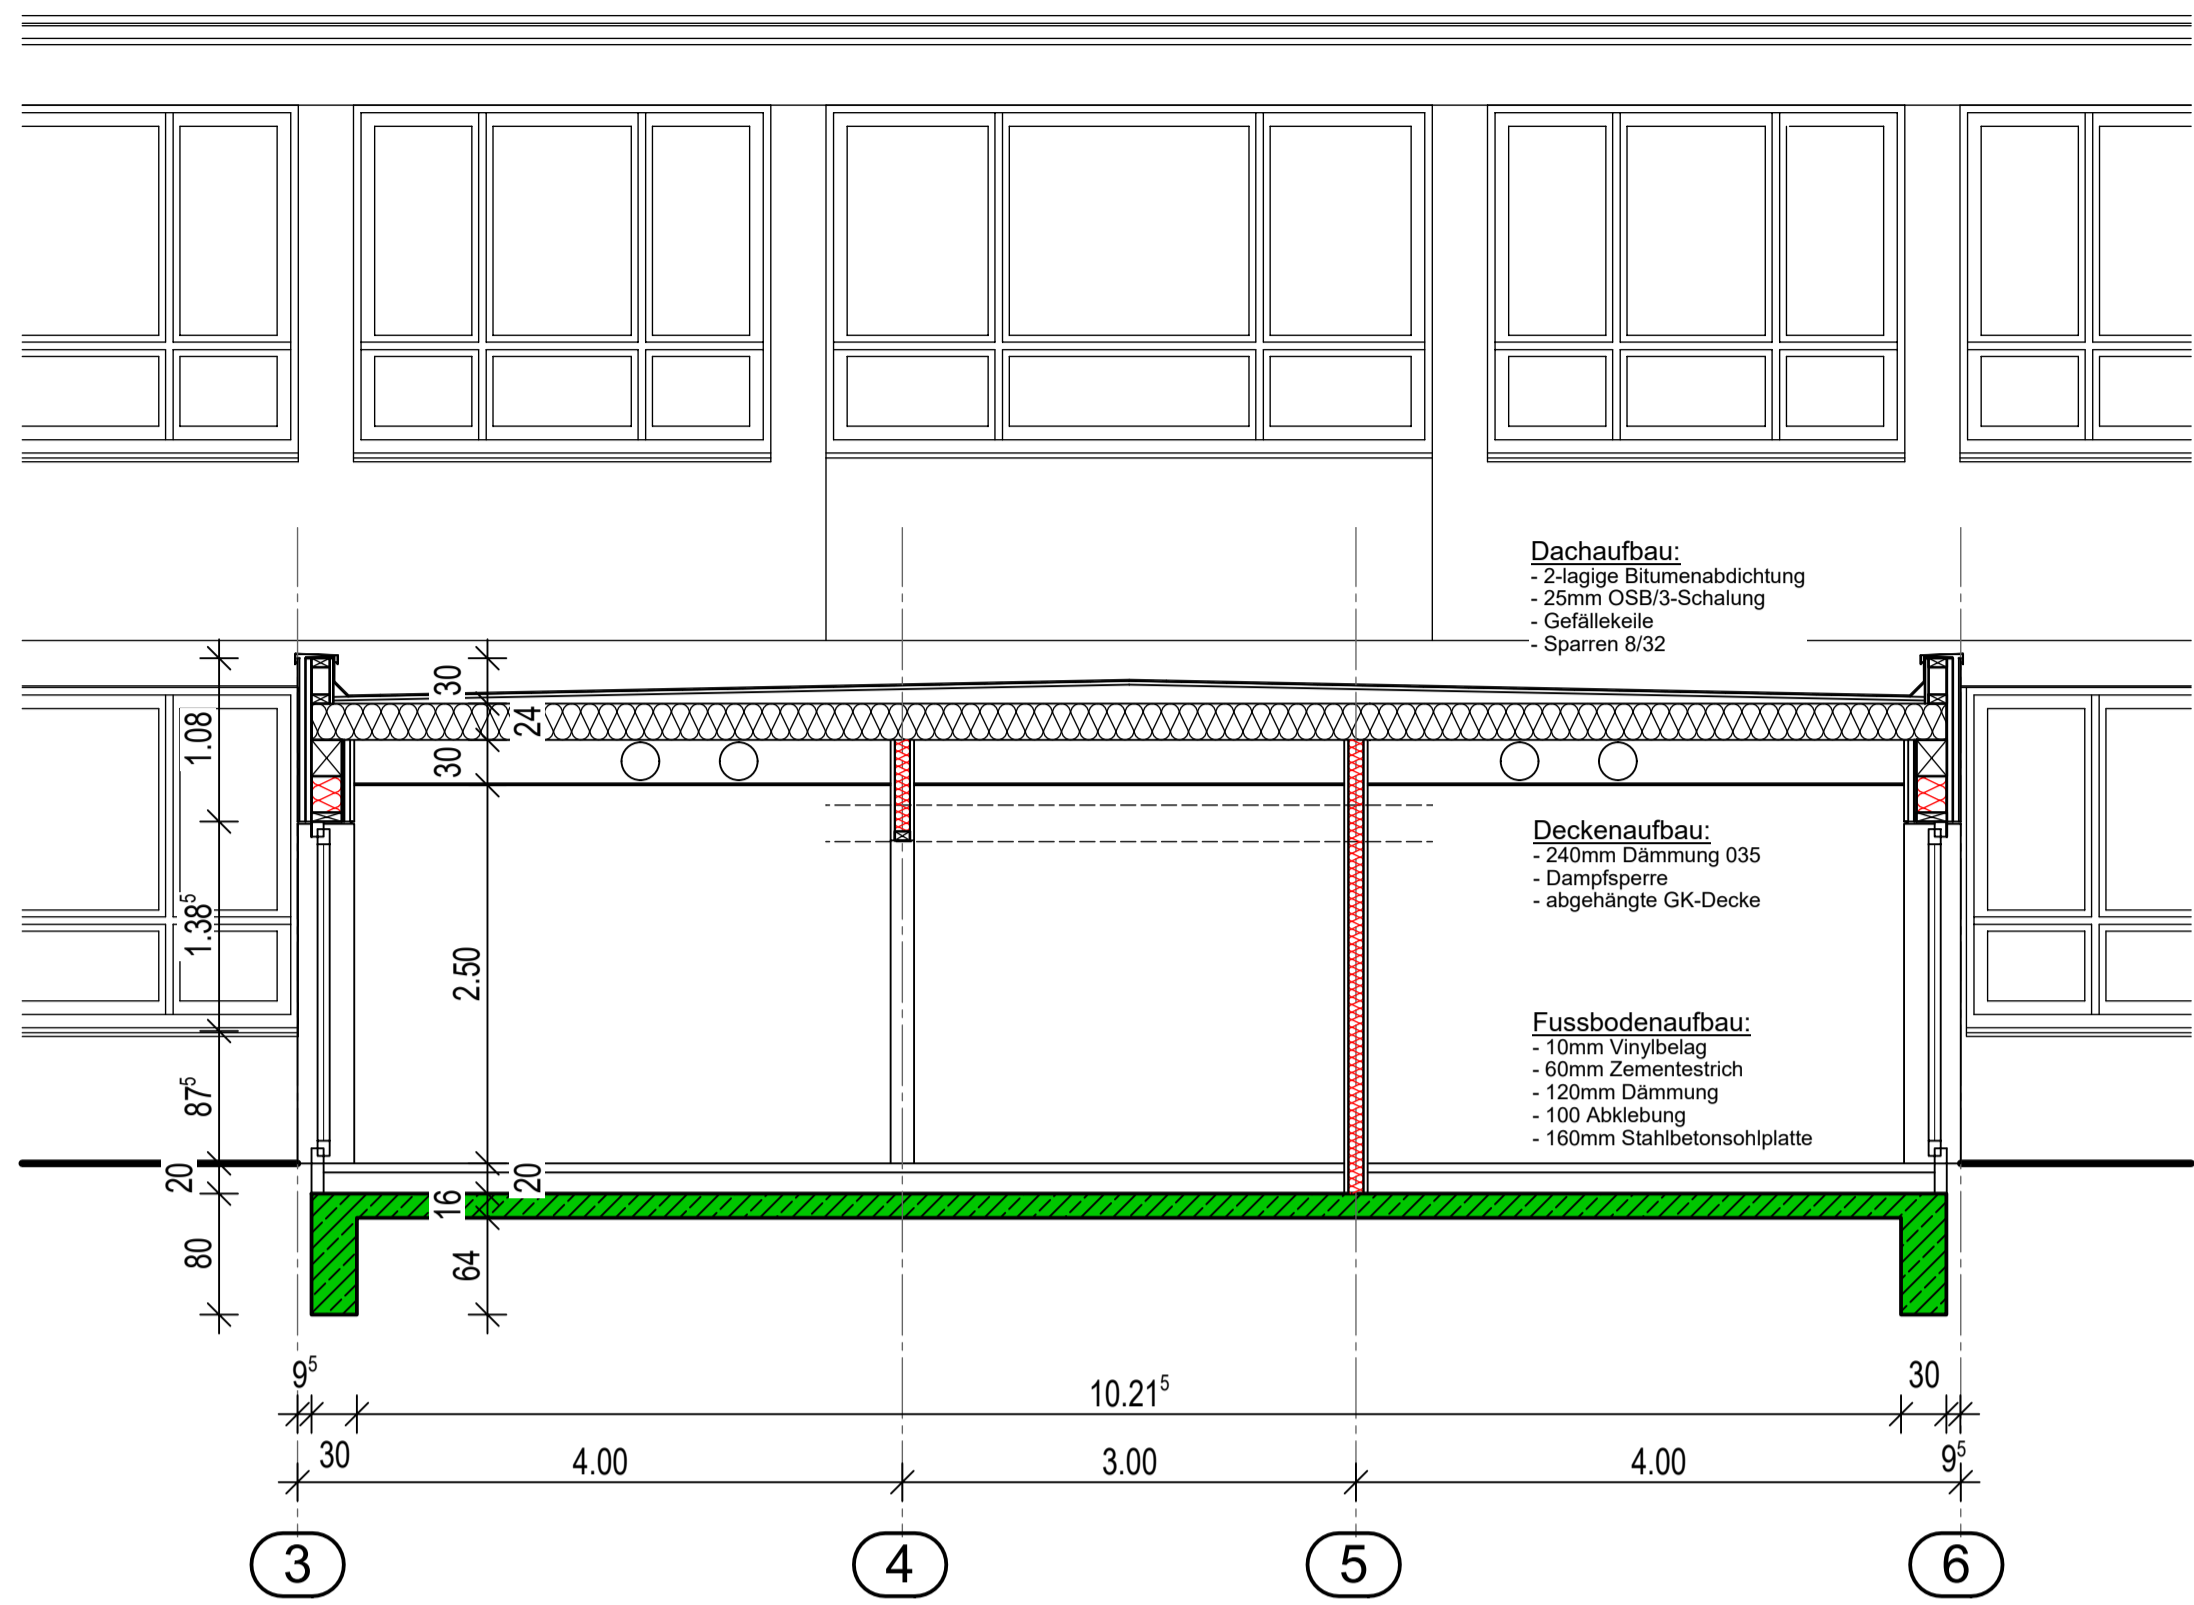 Dachaufbau:
- 2-lagige Bitumenabdichtung
- 25mm OSB/3-Schalung
- Gefällekeile
- Sparren 8/32
30
24
1.08
30
Deckenaufbau:
- 240mm Dämmung 035
- Dampfsperre
- abgehängte GK-Decke
1.38⁵
2.50
Fussbodenaufbau:
- 10mm Vinylbelag
- 60mm Zementestrich
- 120mm Dämmung
- 100 Abklebung
- 160mm Stahlbetonsohlplatte
87⁵
20
20
16
80
64
9⁵
10.21⁵
30
30
4.00
3.00
4.00
9⁵
3
4
5
6